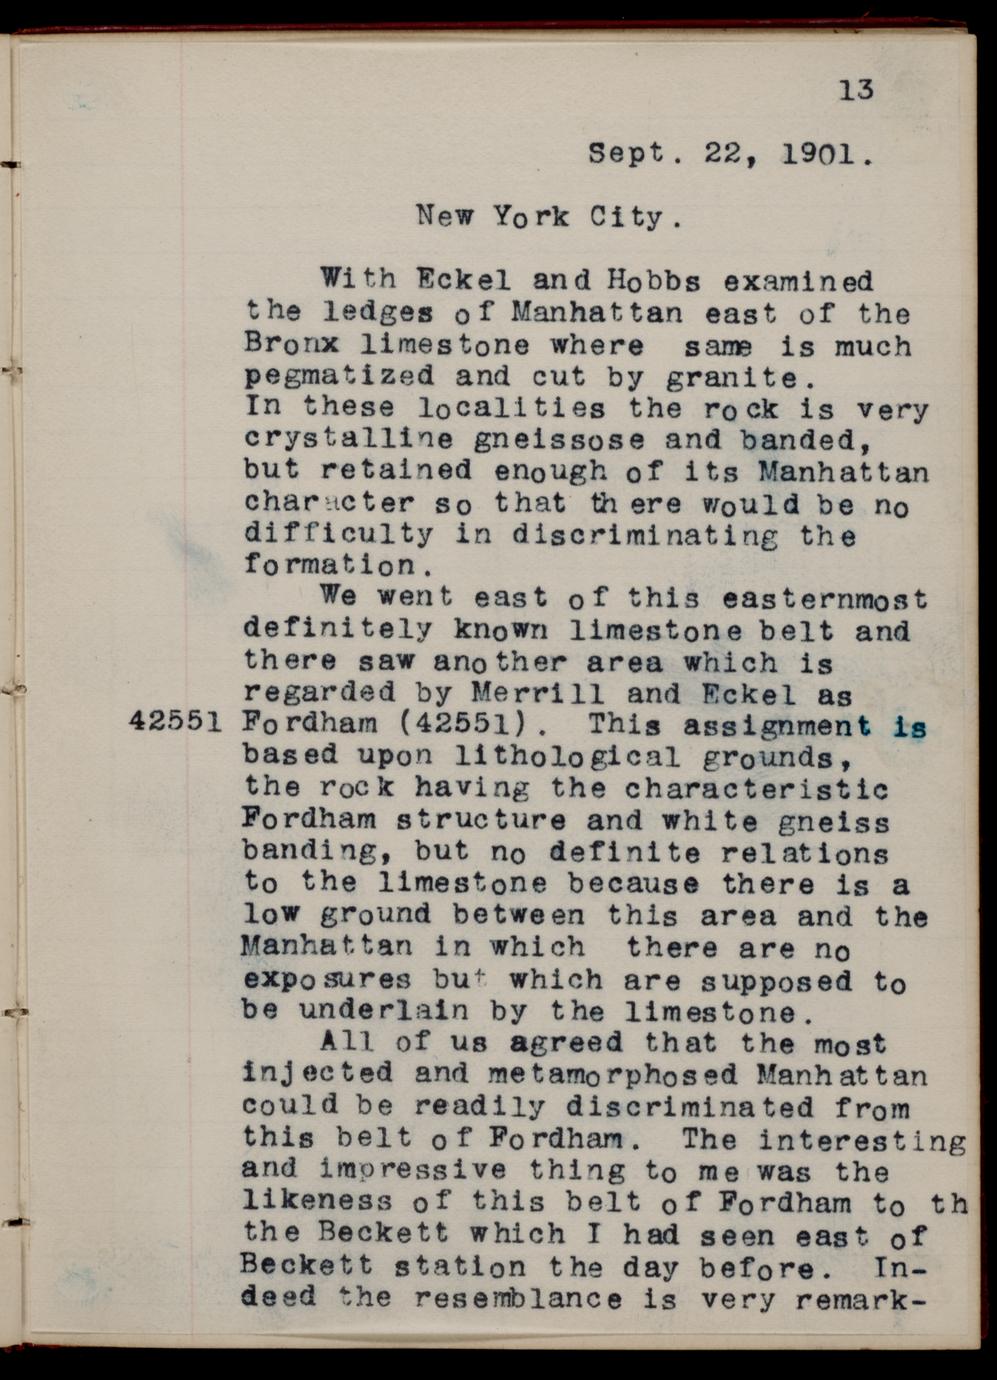 13
Sept. 22, 1901.
New York City.
With Eckel and Hobbs examined
the ledges of Manhattan east of the
Bronx limestone where same is much
pegmatized and cut by granite.
In these localities the rock is very
crystalline gneissose and banded,
but retained enough of its Manhattan
character so that there would be no
difficulty in discriminating the
formation.
We went east of this easternmost
definitely known limestone belt and
there saw another area which is
regarded by Merrill and Eckel as
42551 Fordham (42551). This assignment is
based upon lithological grounds,
the rock having the characteristic
Fordham structure and white gneiss
banding, but no definite relations
to the limestone because there is a
low ground between this area and the
Manhattan in which there are no
exposures but which are supposed to
be underlain by the limestone.
All of us agreed that the most
injected and metamorphosed Manhattan
could be readily discriminated from
this belt of Fordham. The interesting
and impressive thing to me was the
likeness of this belt of Fordham to th
the Beckett which I had seen east of
Beckett station the day before. In-
deed the resemblance is very remark-